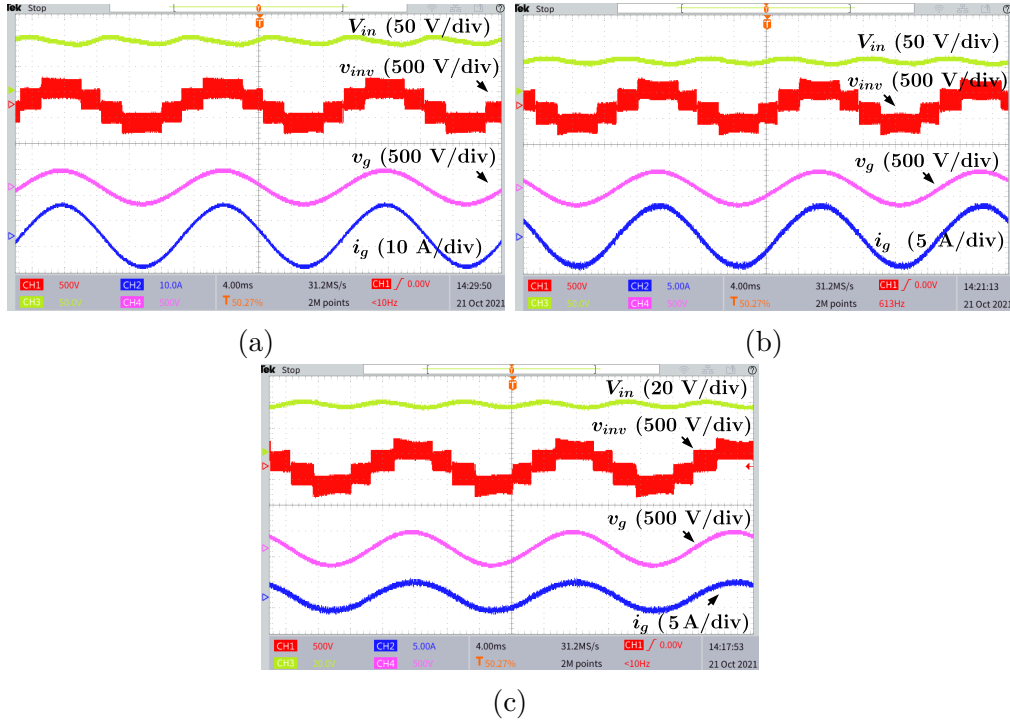 Tek Stop
V_in (50 V/div)
v_inv (500 V/div)
v_g (500 V/div)
i_g (10 A/div)
CH1 500V CH2 10.0A 4.00ms 31.2MS/s CH1 0.00V 14:29:50
CH3 50.0V CH4 500V T 50.27% 2M points <10Hz 21 Oct 2021
(a)
Tek Stop
V_in (50 V/div)
v_inv (500 V/div)
v_g (500 V/div)
i_g (5 A/div)
CH1 500V CH2 5.00A 4.00ms 31.2MS/s CH1 0.00V 14:21:13
CH3 50.0V CH4 500V T 50.27% 2M points 613Hz 21 Oct 2021
(b)
Tek Stop
V_in (20 V/div)
v_inv (500 V/div)
v_g (500 V/div)
i_g (5 A/div)
CH1 500V CH2 5.00A 4.00ms 31.2MS/s CH1 0.00V 14:17:53
CH3 20.0V CH4 500V T 50.27% 2M points <10Hz 21 Oct 2021
(c)